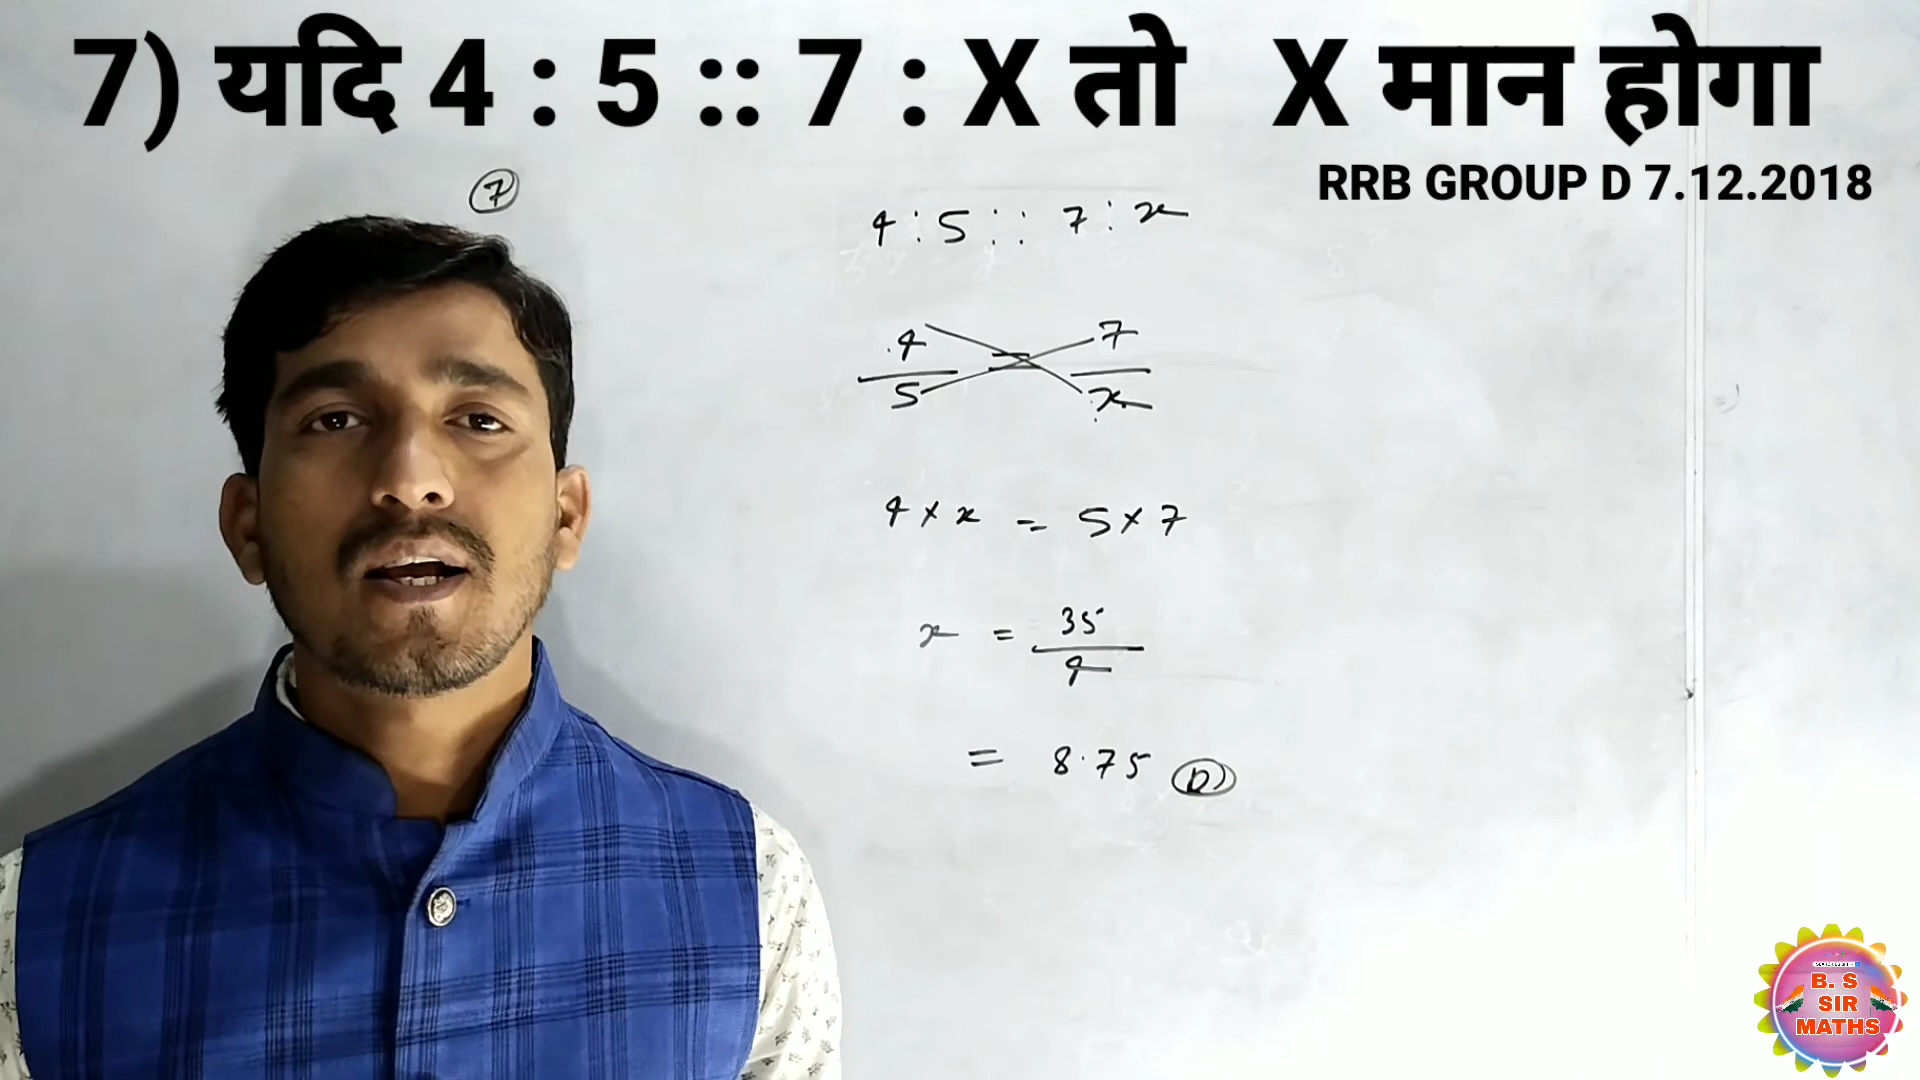 7) यदि 4 : 5 :: 7 : X तो X मान होगा
RRB GROUP D 7.12.2018
7
4 : 5 :: 7 : x
4/5 = 7/x
4 × x = 5 × 7
x = 35/4
= 8.75 D
B. S
SIR
MATHS